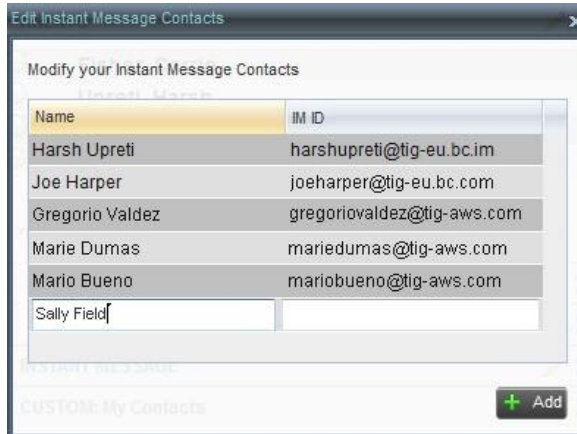 Edit Instant Message Contacts
Modify your Instant Message Contacts
Name IM ID
Harsh Upreti harshupreti@tig-eu.bc.im
Joe Harper joeharper@tig-eu.bc.com
Gregorio Valdez gregoriovaldez@tig-aws.com
Marie Dumas mariedumas@tig-aws.com
Mario Bueno mariobueno@tig-aws.com
Sally Field
INSTANT MESSAGE
CUSTOM: My Contacts
+ Add